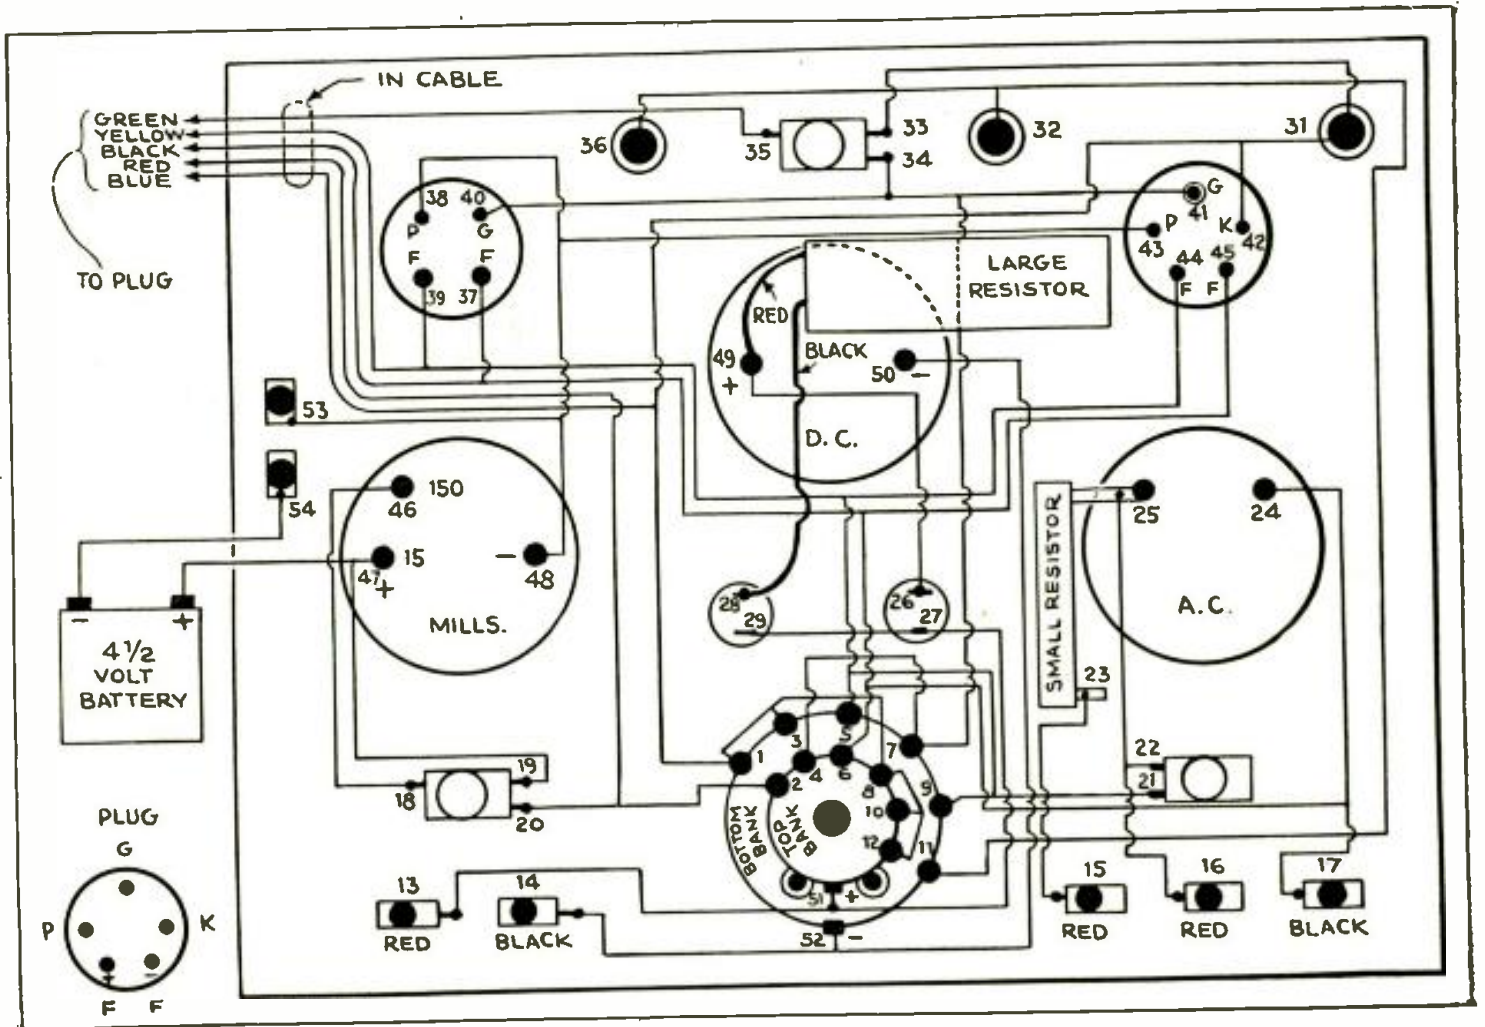 IN CABLE
GREEN
YELLOW
BLACK
RED
BLUE
TO PLUG
36
35
33
34
32
31
38 40
P G
F F
39 37
G
41
P K
43 42
44 45
F F
LARGE
RESISTOR
RED
BLACK
49
+
50 -
D.C.
53
54
150
46
15
47
+
-
48
MILLS.
- +
4 1/2
VOLT
BATTERY
28
29
26
27
SMALL RESISTOR
23
25 24
A.C.
19
18
20
22
21
1
3
5
7
2
4
6
8
9
10
12
11
BOTTOM
BANK
TOP
BANK
51 +
52 -
13
RED
14
BLACK
15
RED
16
RED
17
BLACK
PLUG
G
P K
+ -
F F